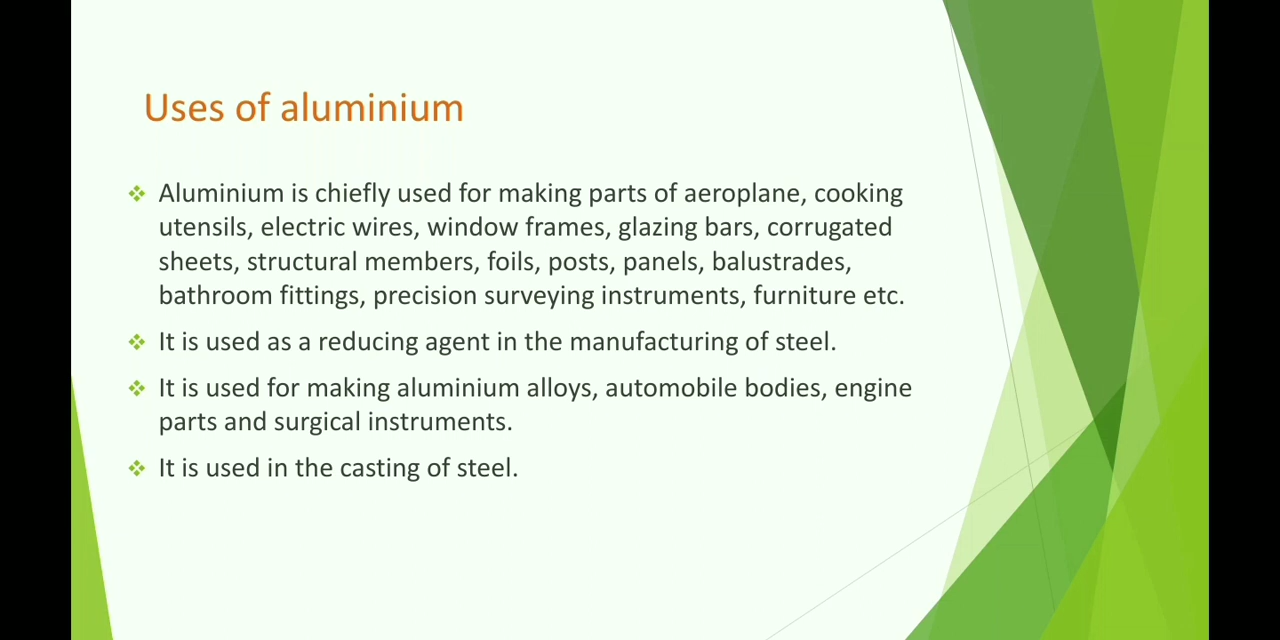 Uses of aluminium
Aluminium is chiefly used for making parts of aeroplane, cooking
utensils, electric wires, window frames, glazing bars, corrugated
sheets, structural members, foils, posts, panels, balustrades,
bathroom fittings, precision surveying instruments, furniture etc.
It is used as a reducing agent in the manufacturing of steel.
It is used for making aluminium alloys, automobile bodies, engine
parts and surgical instruments.
It is used in the casting of steel.